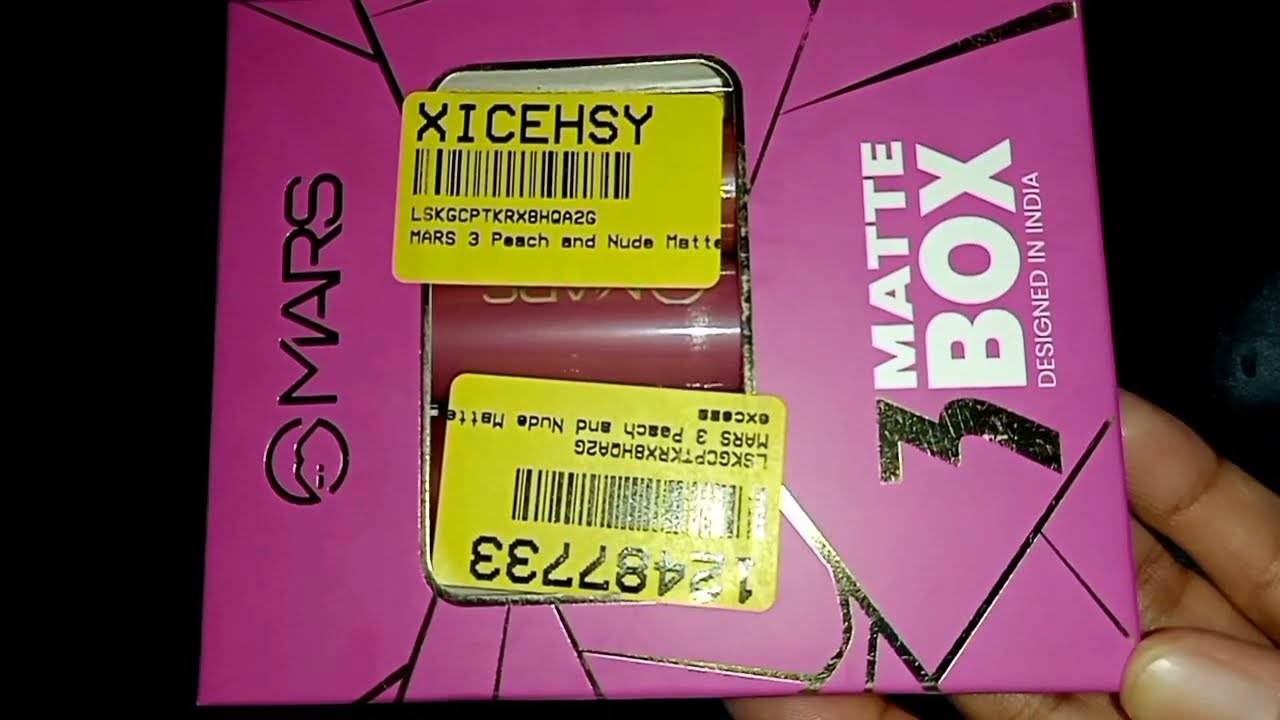 MARS
XICEHSY
LSKGCPTKRX8HQA2G
MARS 3 Peach and Nude Matte
MARS
12487733
LSKGCPTKRX8HQA2G
MARS 3 Peach and Nude Matte
excess
3 MATTE
BOX
DESIGNED IN INDIA